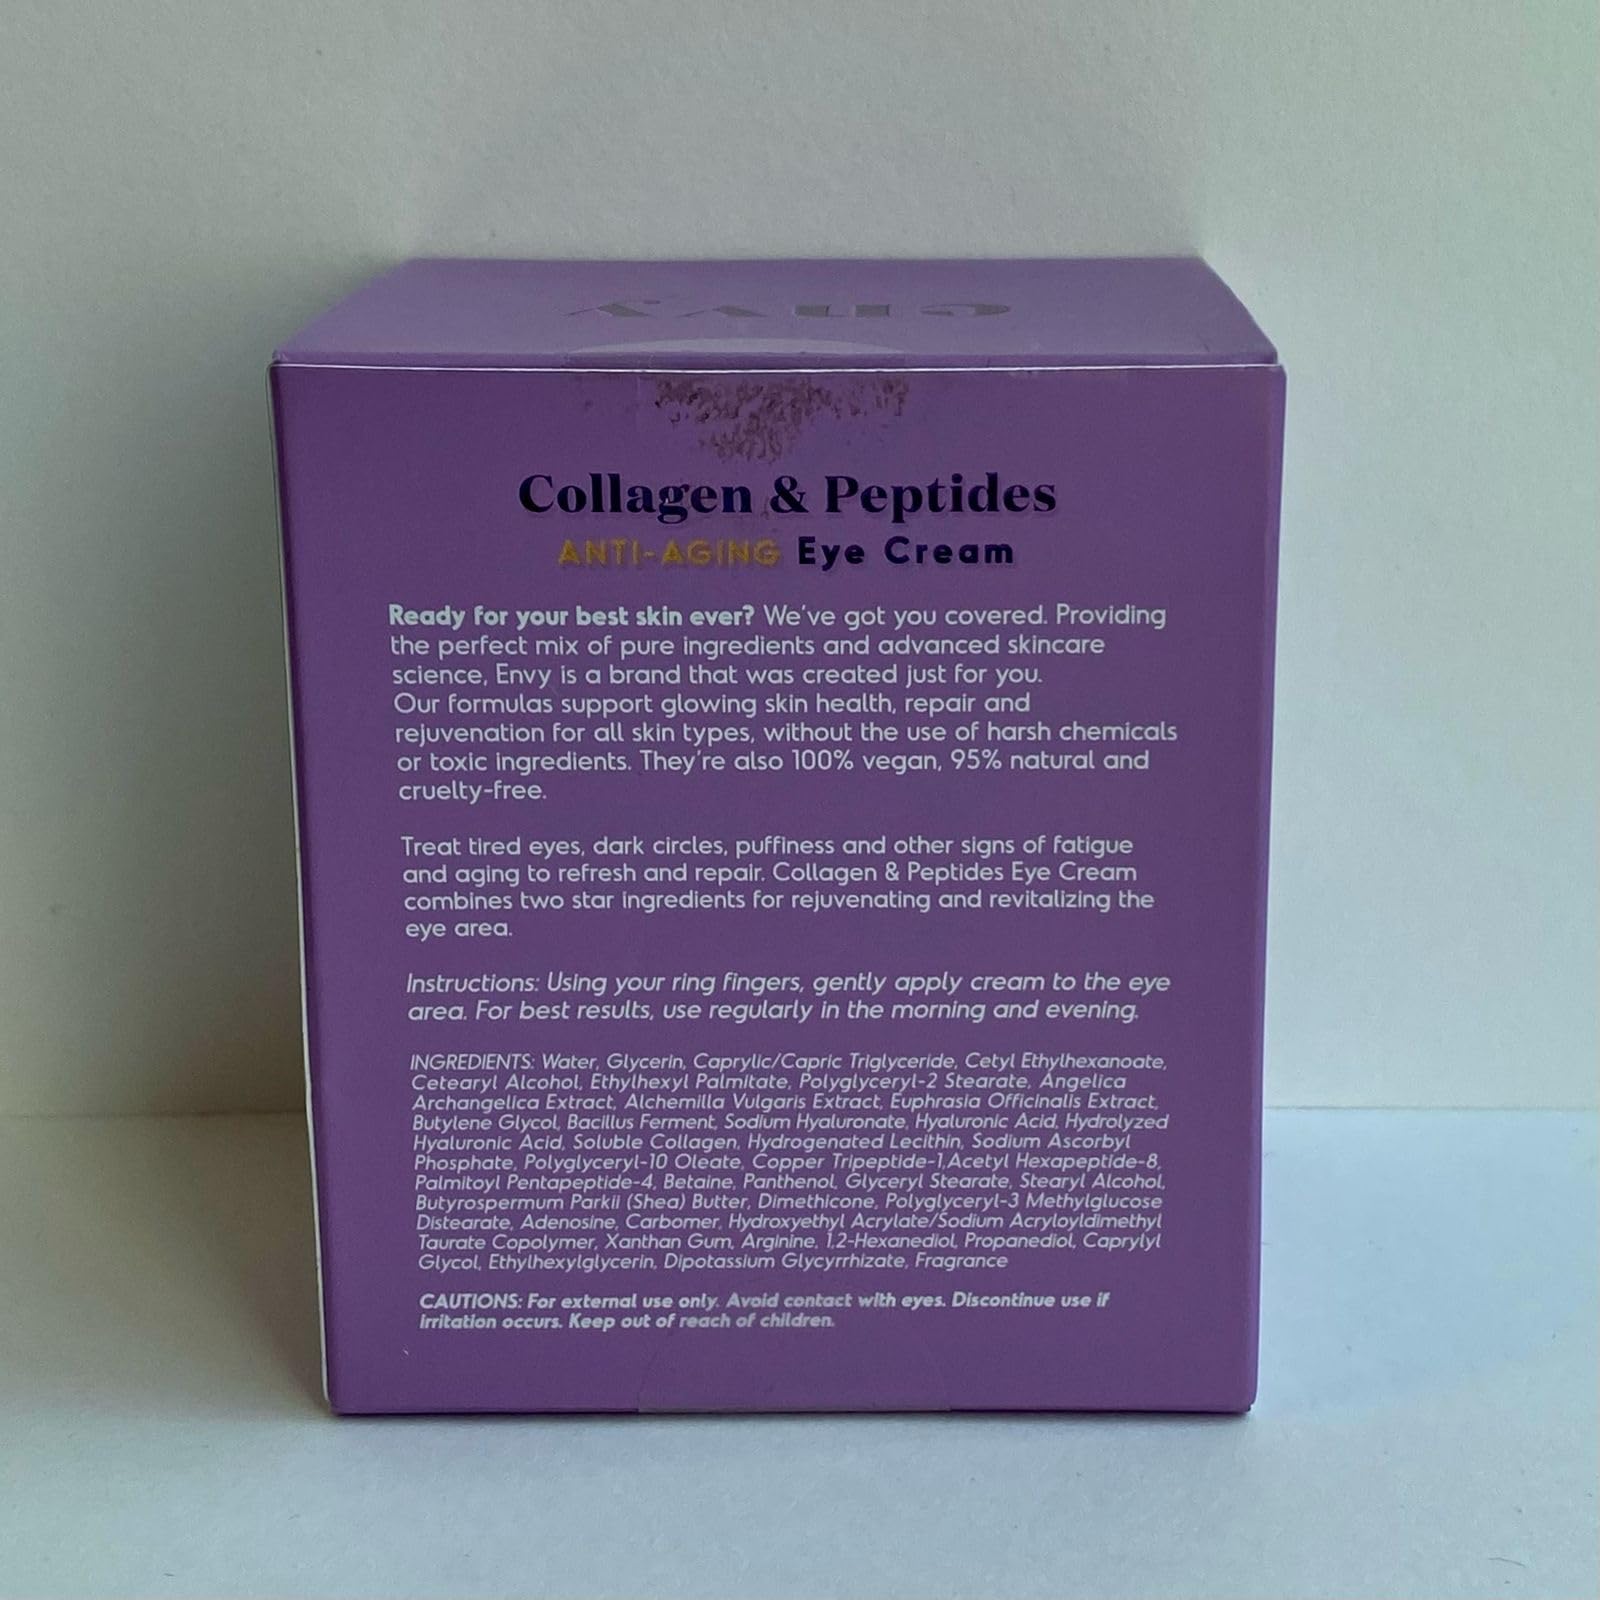 envy
Collagen & Peptides
ANTI-AGING Eye Cream
Ready for your best skin ever? We've got you covered. Providing
the perfect mix of pure ingredients and advanced skincare
science, Envy is a brand that was created just for you.
Our formulas support glowing skin health, repair and
rejuvenation for all skin types, without the use of harsh chemicals
or toxic ingredients. They're also 100% vegan, 95% natural and
cruelty-free.
Treat tired eyes, dark circles, puffiness and other signs of fatigue
and aging to refresh and repair. Collagen & Peptides Eye Cream
combines two star ingredients for rejuvenating and revitalizing the
eye area.
Instructions: Using your ring fingers, gently apply cream to the eye
area. For best results, use regularly in the morning and evening.
INGREDIENTS: Water, Glycerin, Caprylic/Capric Triglyceride, Cetyl Ethylhexanoate,
Cetearyl Alcohol, Ethylhexyl Palmitate, Polyglyceryl-2 Stearate, Angelica
Archangelica Extract, Alchemilla Vulgaris Extract, Euphrasia Officinalis Extract,
Butylene Glycol, Bacillus Ferment, Sodium Hyaluronate, Hyaluronic Acid, Hydrolyzed
Hyaluronic Acid, Soluble Collagen, Hydrogenated Lecithin, Sodium Ascorbyl
Phosphate, Polyglyceryl-10 Oleate, Copper Tripeptide-1,Acetyl Hexapeptide-8,
Palmitoyl Pentapeptide-4, Betaine, Panthenol, Glyceryl Stearate, Stearyl Alcohol,
Butyrospermum Parkii (Shea) Butter, Dimethicone, Polyglyceryl-3 Methylglucose
Distearate, Adenosine, Carbomer, Hydroxyethyl Acrylate/Sodium Acryloyldimethyl
Taurate Copolymer, Xanthan Gum, Arginine, 1,2-Hexanediol, Propanediol, Caprylyl
Glycol, Ethylhexylglycerin, Dipotassium Glycyrrhizate, Fragrance
CAUTIONS: For external use only. Avoid contact with eyes. Discontinue use if
irritation occurs. Keep out of reach of children.